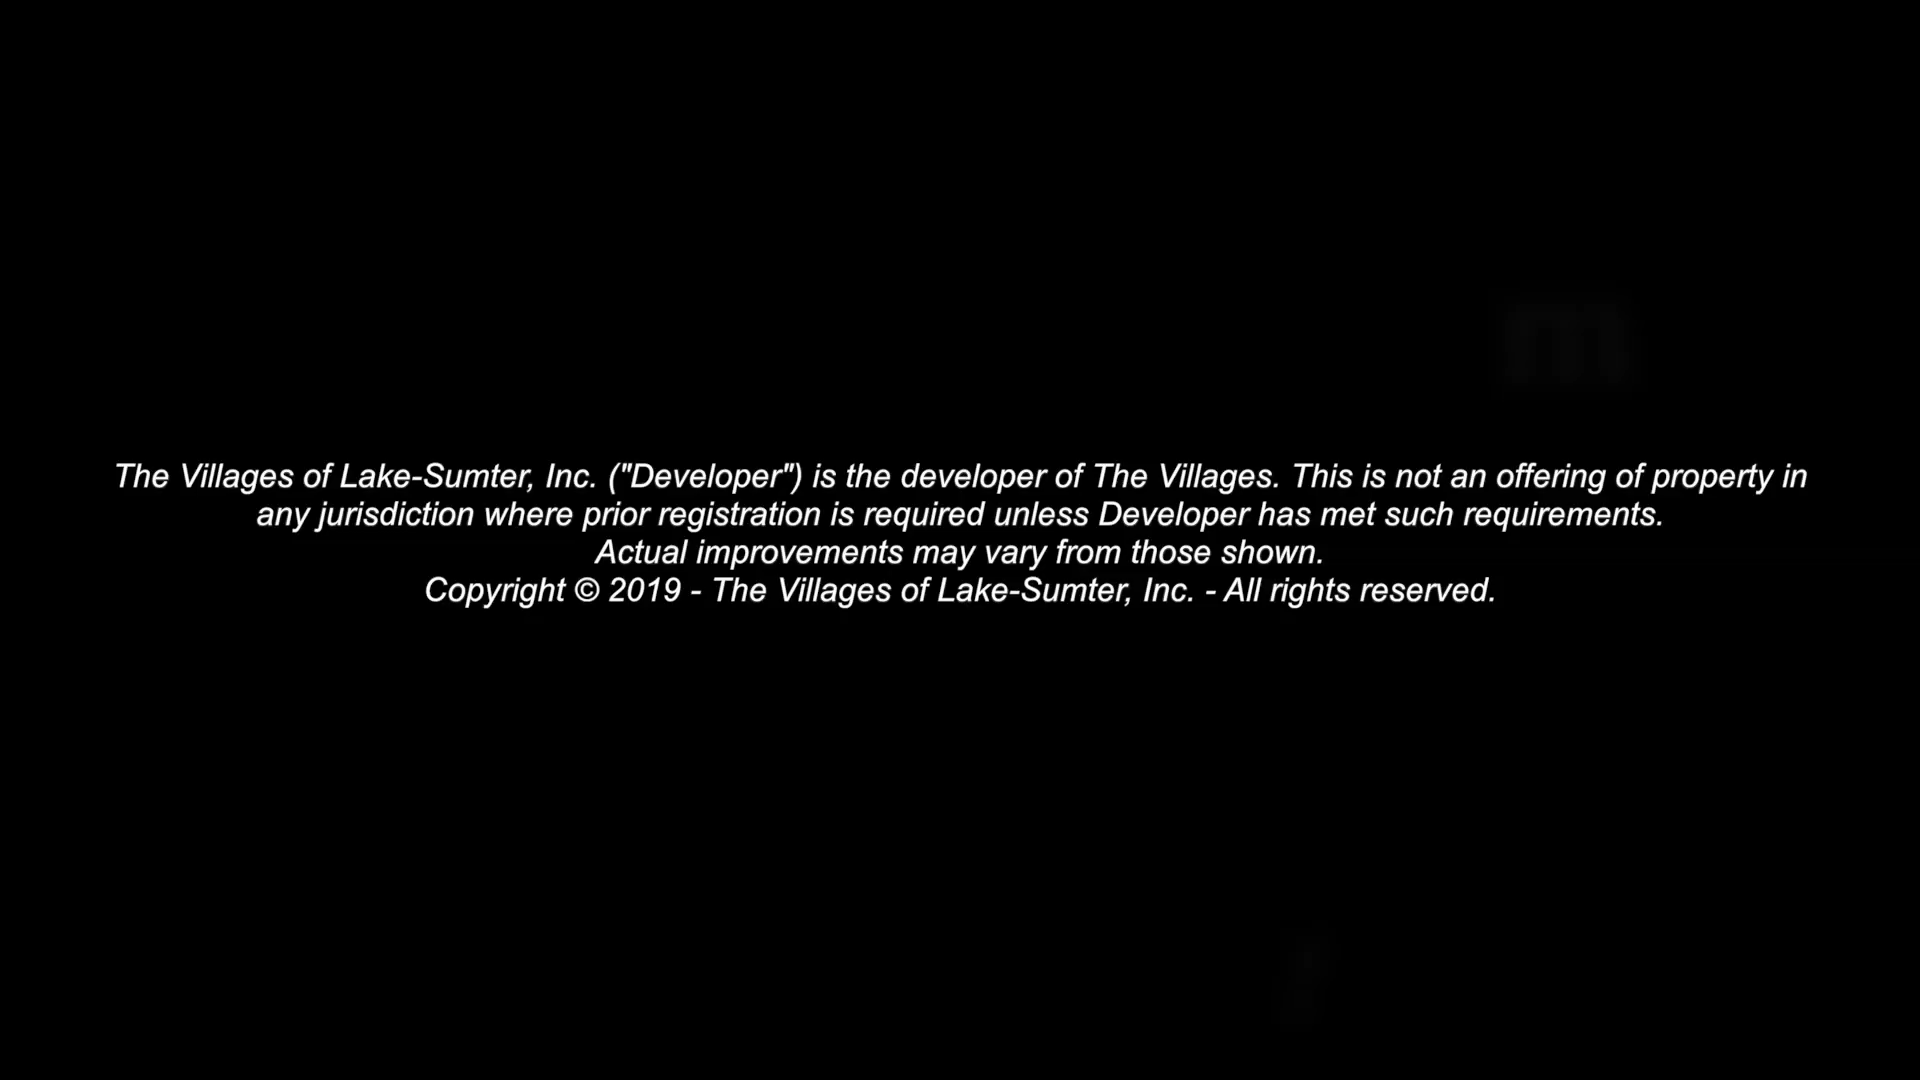 The Villages of Lake-Sumter, Inc. ("Developer") is the developer of The Villages. This is not an offering of property in
any jurisdiction where prior registration is required unless Developer has met such requirements.
Actual improvements may vary from those shown.
Copyright © 2019 - The Villages of Lake-Sumter, Inc. - All rights reserved.